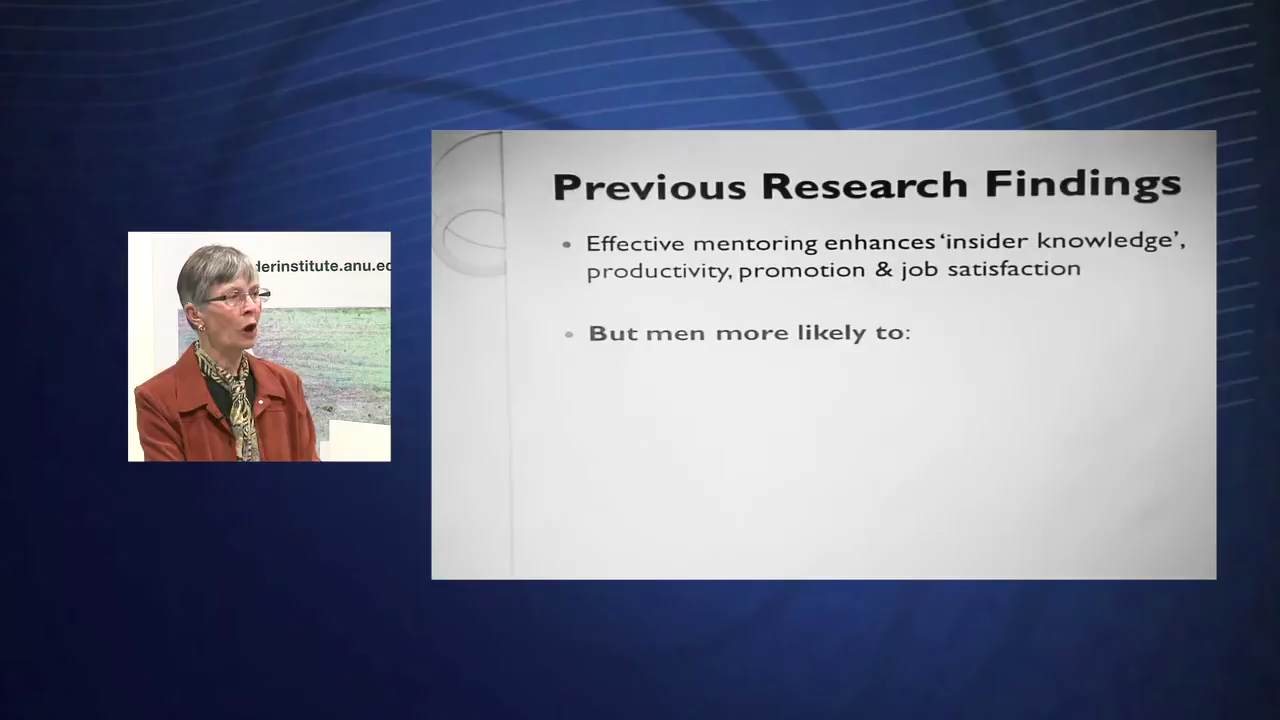 derinstitute.anu.ed
Previous Research Findings
• Effective mentoring enhances ‘insider knowledge’,
productivity, promotion & job satisfaction
• But men more likely to: